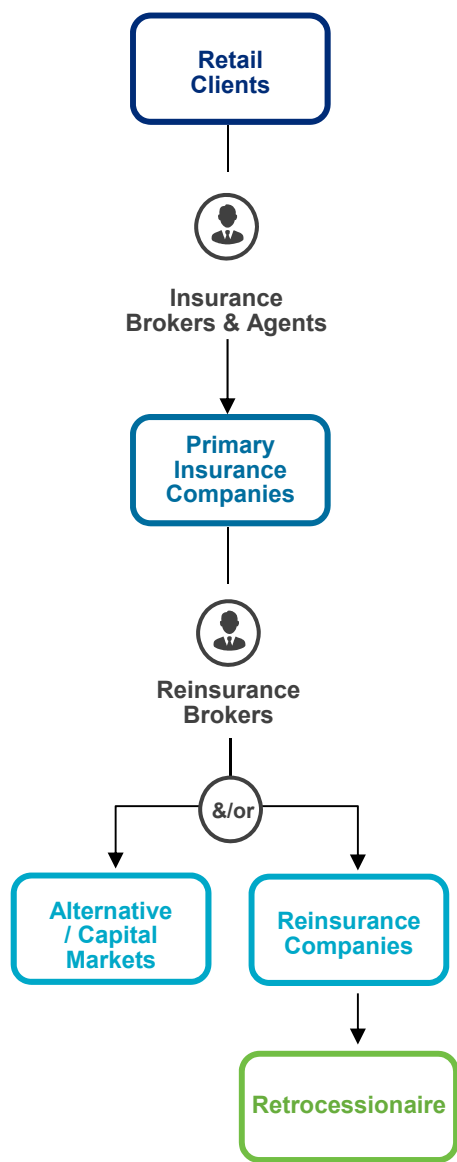 Retail
Clients
Insurance
Brokers & Agents
Primary
Insurance
Companies
Reinsurance
Brokers
&/or
Alternative
/ Capital
Markets
Reinsurance
Companies
Retrocessionaire